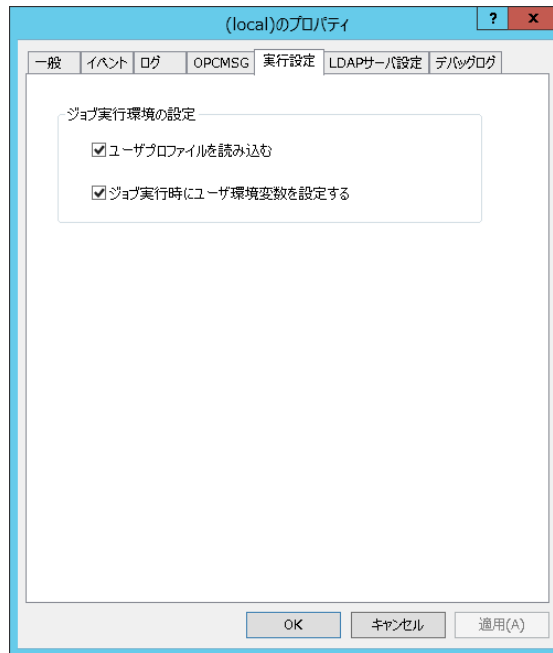 (local)のプロパティ
? x
一般 イベント ログ OPCMSG 実行設定 LDAPサーバ設定 デバッグログ
ジョブ実行環境の設定
ユーザプロファイルを読み込む
ジョブ実行時にユーザ環境変数を設定する
OK キャンセル 適用(A)